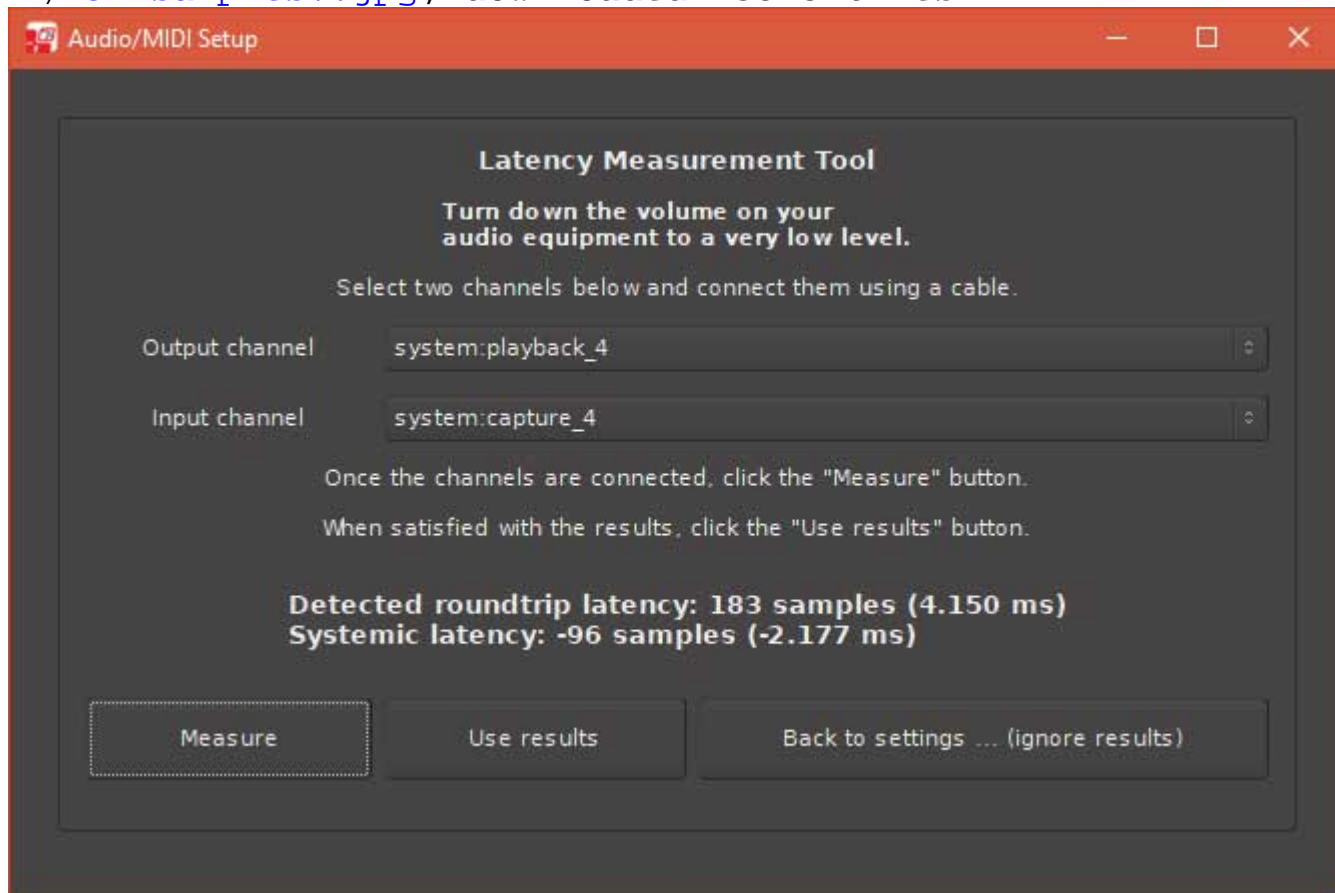 Audio/MIDI Setup
Latency Measurement Tool
Turn down the volume on your
audio equipment to a very low level.
Select two channels below and connect them using a cable.
Output channel system:playback_4
Input channel system:capture_4
Once the channels are connected, click the "Measure" button.
When satisfied with the results, click the "Use results" button.
Detected roundtrip latency: 183 samples (4.150 ms)
Systemic latency: -96 samples (-2.177 ms)
Measure Use results Back to settings ... (ignore results)